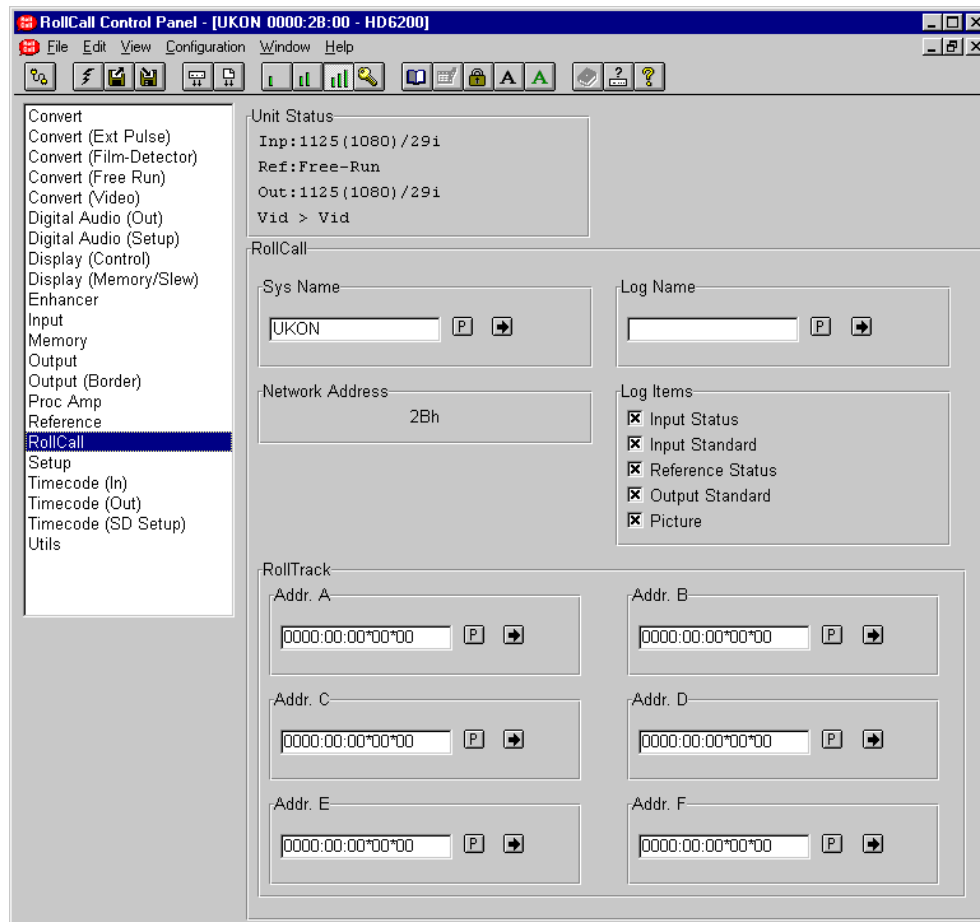 RollCall Control Panel - [UKON 0000:2B:00 - HD6200]
File Edit View Configuration Window Help
A A
Convert
Convert (Ext Pulse)
Convert (Film-Detector)
Convert (Free Run)
Convert (Video)
Digital Audio (Out)
Digital Audio (Setup)
Display (Control)
Display (Memory/Slew)
Enhancer
Input
Memory
Output
Output (Border)
Proc Amp
Reference
RollCall
Setup
Timecode (In)
Timecode (Out)
Timecode (SD Setup)
Utils
Unit Status
Inp:1125(1080)/29i
Ref:Free-Run
Out:1125(1080)/29i
Vid > Vid
RollCall
Sys Name
UKON P
Log Name
P
Network Address
2Bh
Log Items
Input Status
Input Standard
Reference Status
Output Standard
Picture
RollTrack
Addr. A
0000:00:00*00*00 P
Addr. B
0000:00:00*00*00 P
Addr. C
0000:00:00*00*00 P
Addr. D
0000:00:00*00*00 P
Addr. E
0000:00:00*00*00 P
Addr. F
0000:00:00*00*00 P